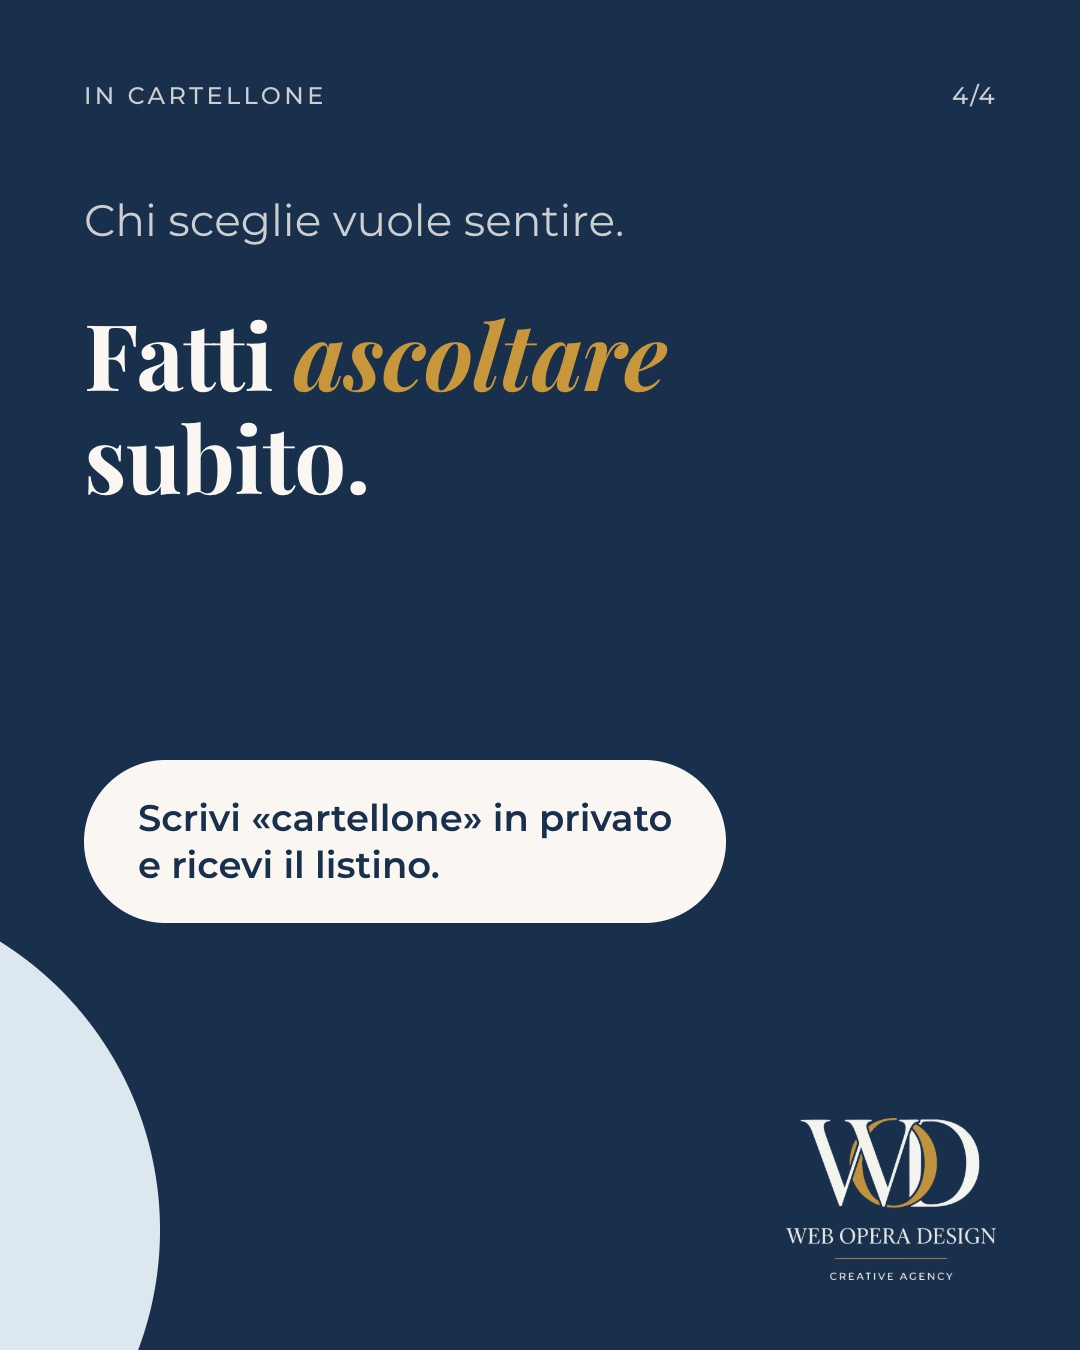 IN CARTELLONE
4/4
Chi sceglie vuole sentire.
Fatti ascoltare
subito.
Scrivi «cartellone» in privato
e ricevi il listino.
WOD
WEB OPERA DESIGN
CREATIVE AGENCY